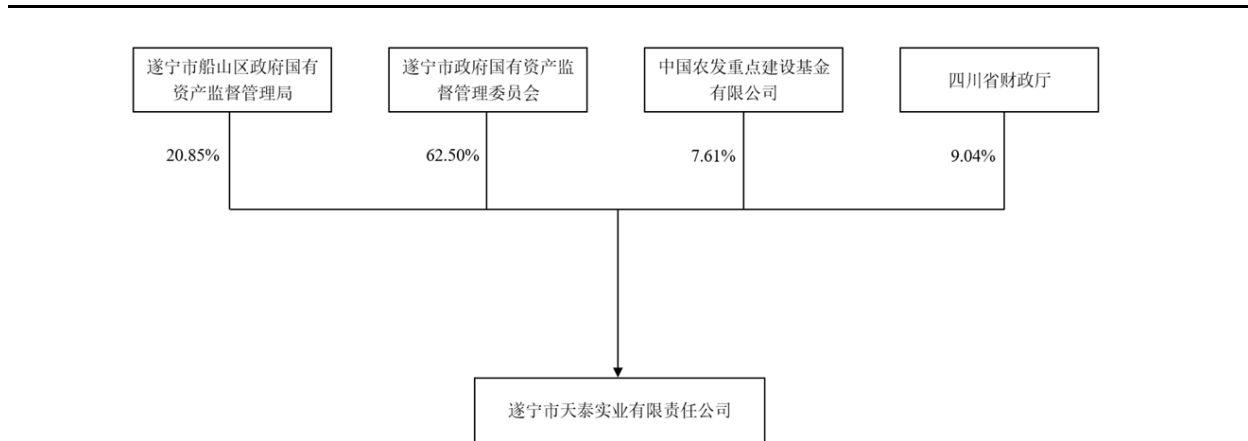 遂宁市船山区政府国有
资产监督管理局
遂宁市政府国有资产监
督管理委员会
中国农发重点建设基金
有限公司
四川省财政厅
20.85%
62.50%
7.61%
9.04%
遂宁市天泰实业有限责任公司